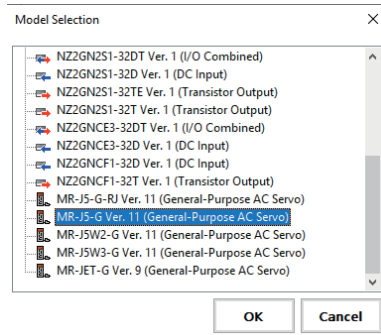 Model Selection
NZ2GN2S1-32DT Ver. 1 (I/O Combined)
NZ2GN2S1-32D Ver. 1 (DC Input)
NZ2GN2S1-32TE Ver. 1 (Transistor Output)
NZ2GN2S1-32T Ver. 1 (Transistor Output)
NZ2GNCE3-32DT Ver. 1 (I/O Combined)
NZ2GNCE3-32D Ver. 1 (DC Input)
NZ2GNCF1-32D Ver. 1 (DC Input)
NZ2GNCF1-32T Ver. 1 (Transistor Output)
MR-J5-G-RJ Ver. 11 (General-Purpose AC Servo)
MR-J5-G Ver. 11 (General-Purpose AC Servo)
MR-J5W2-G Ver. 11 (General-Purpose AC Servo)
MR-J5W3-G Ver. 11 (General-Purpose AC Servo)
MR-JET-G Ver. 9 (General-Purpose AC Servo)
OK Cancel